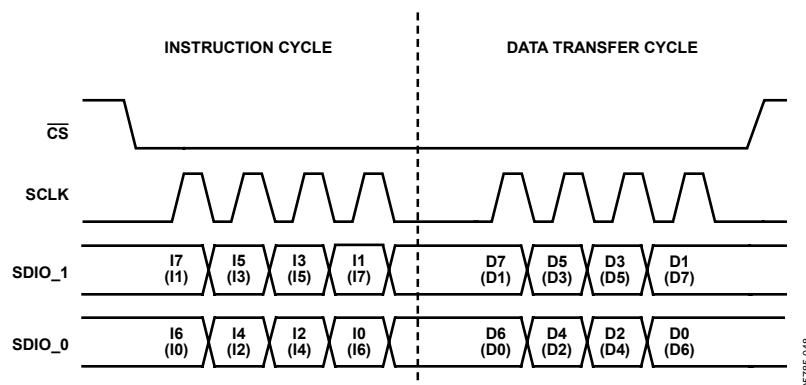 INSTRUCTION CYCLE DATA TRANSFER CYCLE
CS
SCLK
SDIO_1 I7 I5 I3 I1 D7 D5 D3 D1
(I1) (I3) (I5) (I7) (D1) (D3) (D5) (D7)
SDIO_0 I6 I4 I2 I0 D6 D4 D2 D0
(I0) (I2) (I4) (I6) (D0) (D2) (D4) (D6)